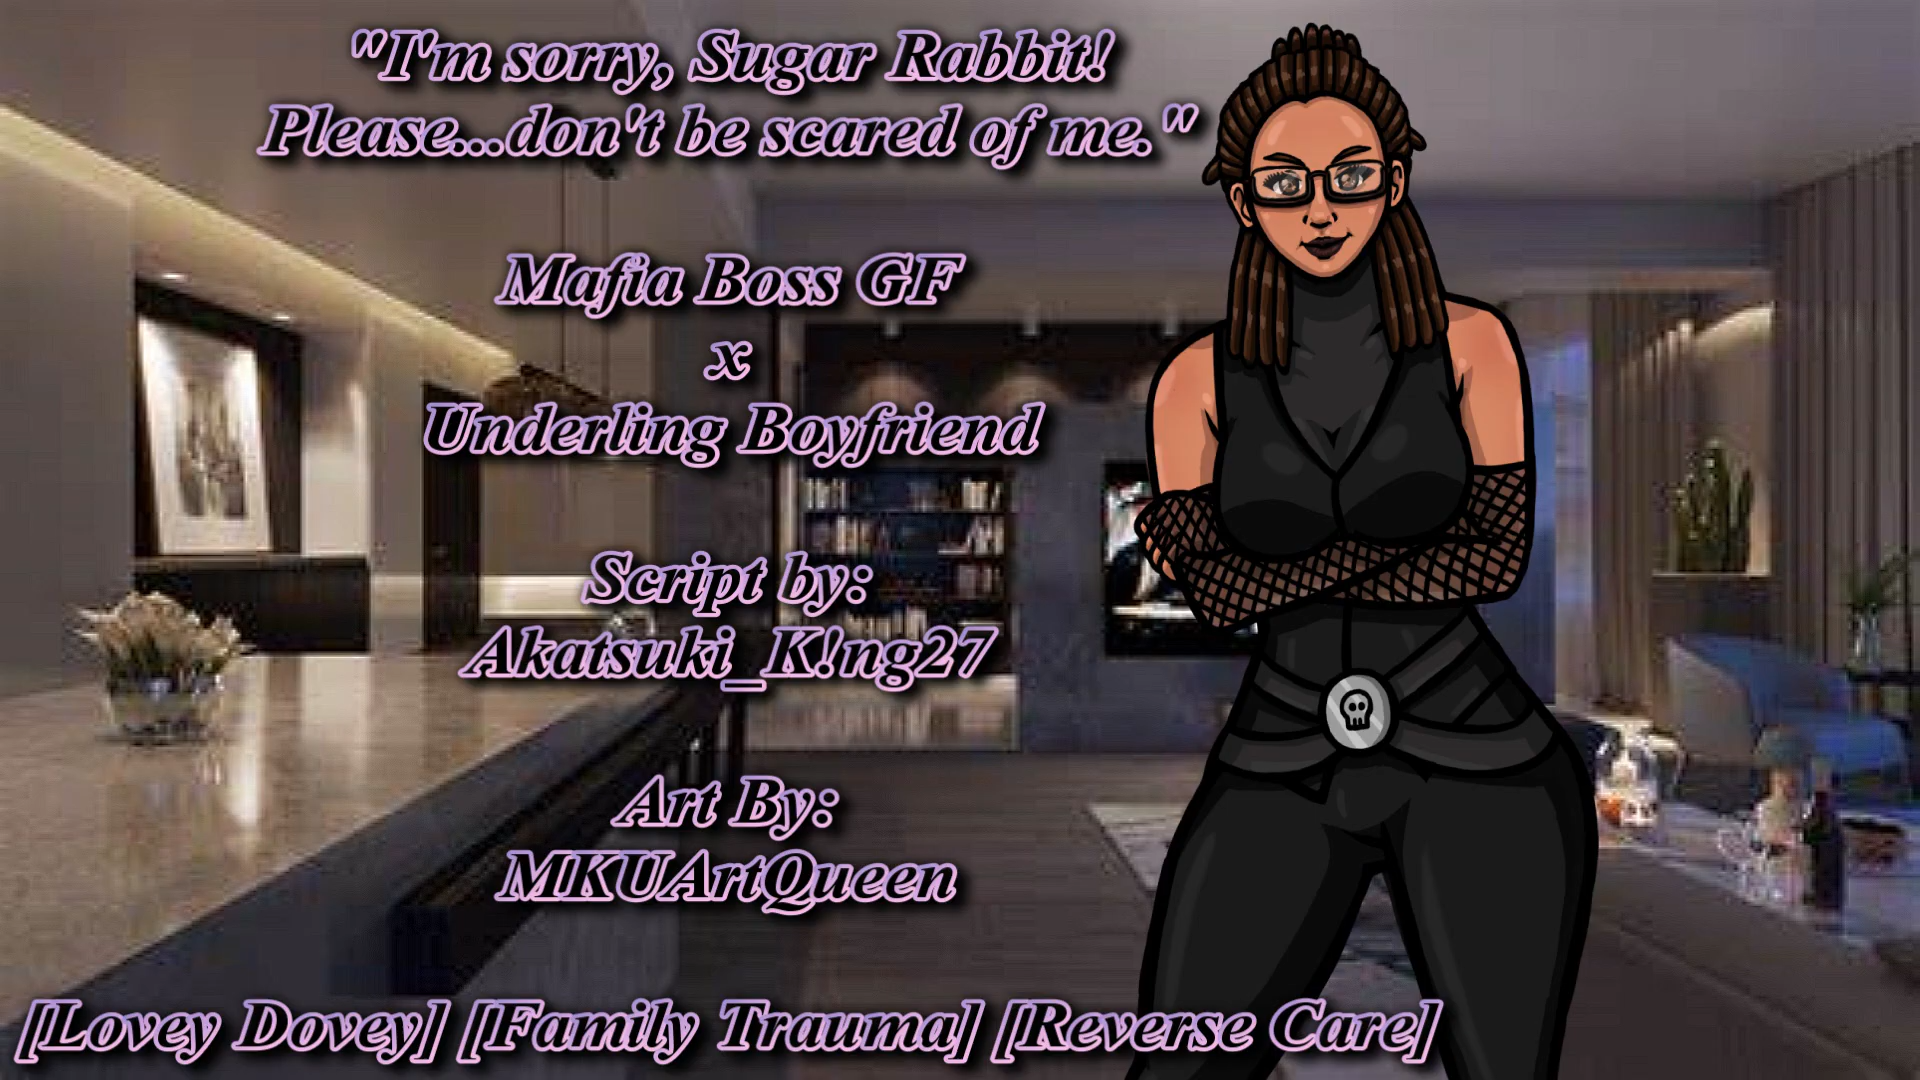 "I'm sorry, Sugar Rabbit!
Please...don't be scared of me."
Mafia Boss GF
x
Underling Boyfriend
Script by:
Akatsuki_K!ng27
Art By:
MKUArtQueen
[Lovey Dovey] [Family Trauma] [Reverse Care]